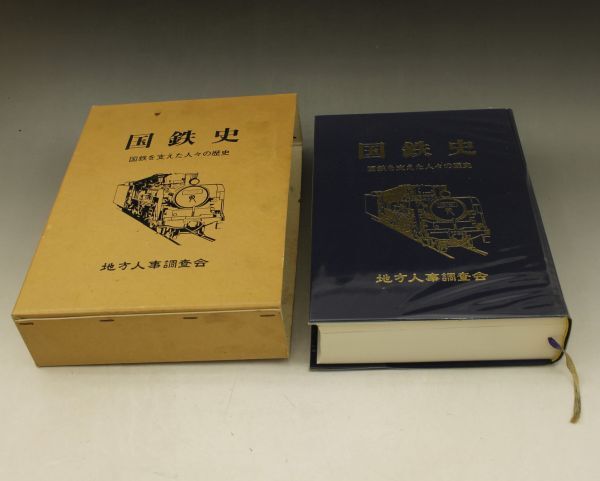 国鉄史
国鉄を支えた人々の歴史
地方人事調査会
国鉄史
国鉄を支えた人々の歴史
地方人事調査会